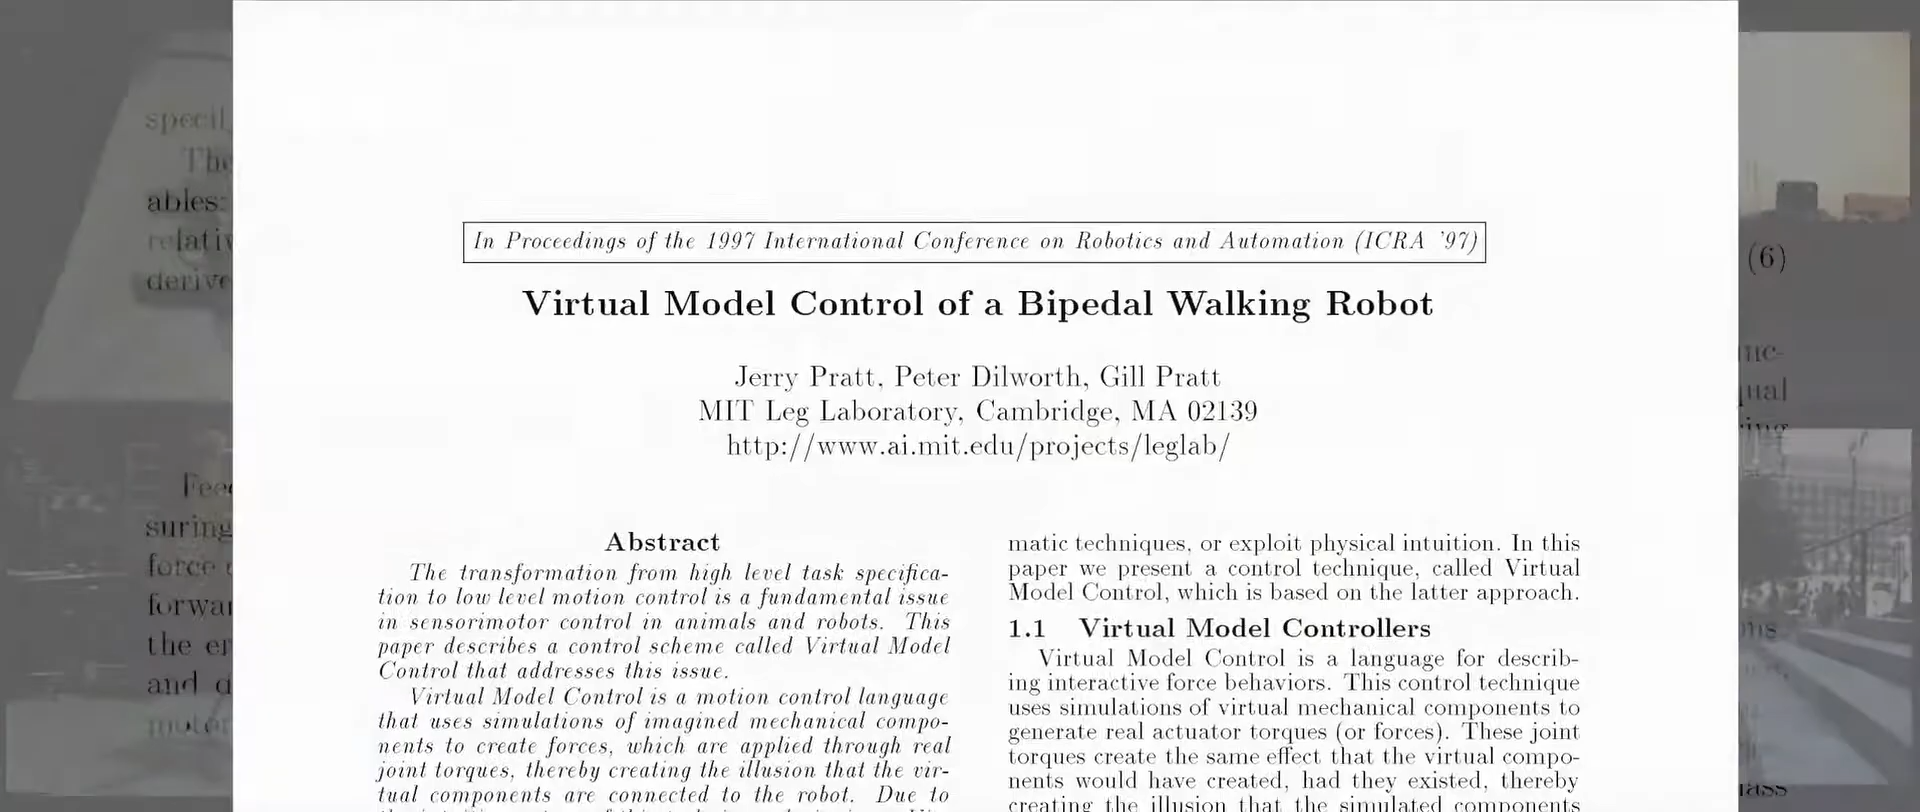 In Proceedings of the 1997 International Conference on Robotics and Automation (ICRA '97)
Virtual Model Control of a Bipedal Walking Robot
Jerry Pratt, Peter Dilworth, Gill Pratt
MIT Leg Laboratory, Cambridge, MA 02139
http://www.ai.mit.edu/projects/leglab/
Abstract
The transformation from high level task specifica-
tion to low level motion control is a fundamental issue
in sensorimotor control in animals and robots. This
paper describes a control scheme called Virtual Model
Control that addresses this issue.
Virtual Model Control is a motion control language
that uses simulations of imagined mechanical compo-
nents to create forces, which are applied through real
joint torques, thereby creating the illusion that the vir-
tual components are connected to the robot. Due to
matic techniques, or exploit physical intuition. In this
paper we present a control technique, called Virtual
Model Control, which is based on the latter approach.
1.1 Virtual Model Controllers
Virtual Model Control is a language for describ-
ing interactive force behaviors. This control technique
uses simulations of virtual mechanical components to
generate real actuator torques (or forces). These joint
torques create the same effect that the virtual compo-
nents would have created, had they existed, thereby
creating the illusion that the simulated components
ables:
suring
force
the
and
(6)